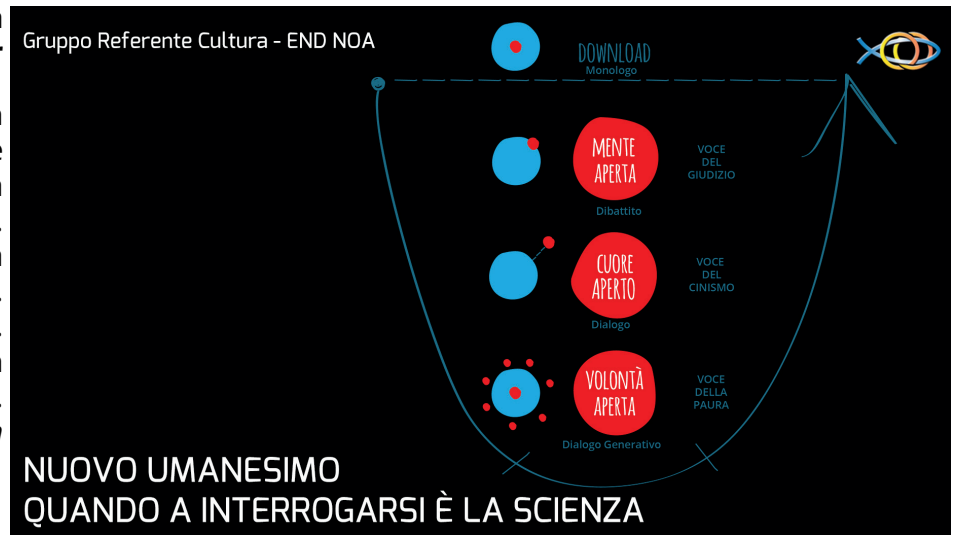 Gruppo Referente Cultura - END NOA
DOWNLOAD
Monologo
MENTE
APERTA
Dibattito
VOCE
DEL
GIUDIZIO
CUORE
APERTO
Dialogo
VOCE
DEL
CINISMO
VOLONTÀ
APERTA
Dialogo Generativo
VOCE
DELLA
PAURA
NUOVO UMANESIMO
QUANDO A INTERROGARSI È LA SCIENZA